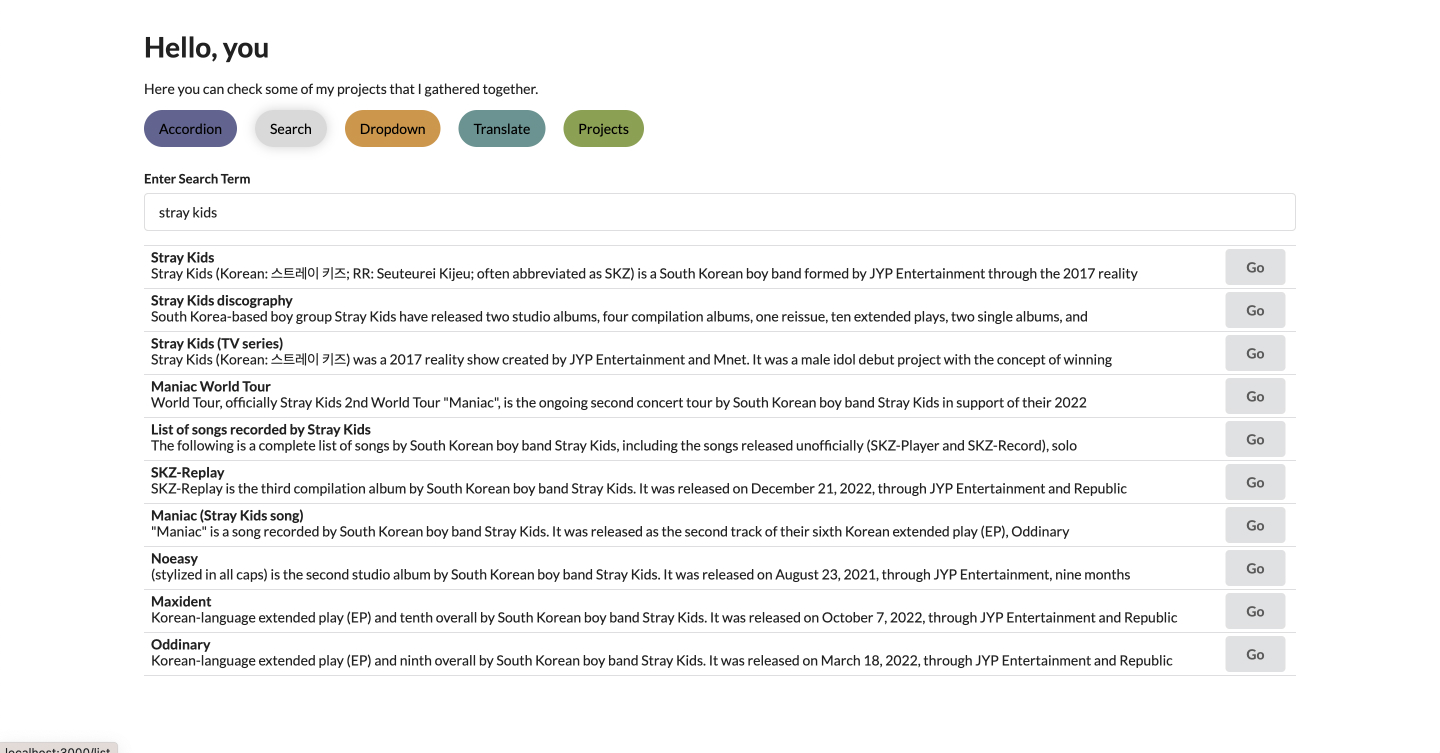 Hello, you
Here you can check some of my projects that I gathered together.
Accordion Search Dropdown Translate Projects
Enter Search Term
stray kids
Stray Kids
Stray Kids (Korean: 스트레이 키즈; RR: Seuteurei Kijeu; often abbreviated as SKZ) is a South Korean boy band formed by JYP Entertainment through the 2017 reality
Go
Stray Kids discography
South Korea-based boy group Stray Kids have released two studio albums, four compilation albums, one reissue, ten extended plays, two single albums, and
Go
Stray Kids (TV series)
Stray Kids (Korean: 스트레이 키즈) was a 2017 reality show created by JYP Entertainment and Mnet. It was a male idol debut project with the concept of winning
Go
Maniac World Tour
World Tour, officially Stray Kids 2nd World Tour "Maniac", is the ongoing second concert tour by South Korean boy band Stray Kids in support of their 2022
Go
List of songs recorded by Stray Kids
The following is a complete list of songs by South Korean boy band Stray Kids, including the songs released unofficially (SKZ-Player and SKZ-Record), solo
Go
SKZ-Replay
SKZ-Replay is the third compilation album by South Korean boy band Stray Kids. It was released on December 21, 2022, through JYP Entertainment and Republic
Go
Maniac (Stray Kids song)
"Maniac" is a song recorded by South Korean boy band Stray Kids. It was released as the second track of their sixth Korean extended play (EP), Oddinary
Go
Noeasy
(stylized in all caps) is the second studio album by South Korean boy band Stray Kids. It was released on August 23, 2021, through JYP Entertainment, nine months
Go
Maxident
Korean-language extended play (EP) and tenth overall by South Korean boy band Stray Kids. It was released on October 7, 2022, through JYP Entertainment and Republic
Go
Oddinary
Korean-language extended play (EP) and ninth overall by South Korean boy band Stray Kids. It was released on March 18, 2022, through JYP Entertainment and Republic
Go
localhost:3000/list